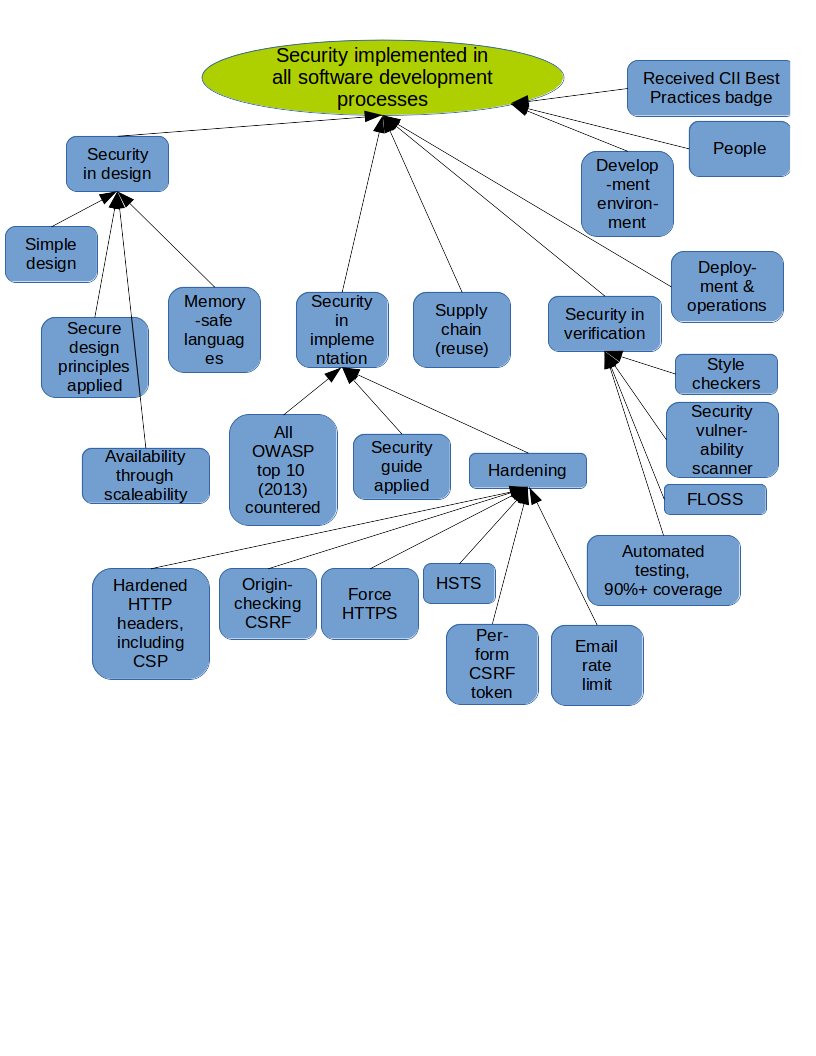 Security implemented in
all software development
processes
Received CII Best
Practices badge
People
Security
in design
Develop
-ment
environ-
ment
Simple
design
Deploy-
ment &
operations
Memory
-safe
languag
es
Security
in
impleme
ntation
Supply
chain
(reuse)
Security in
verification
Secure
design
principles
applied
Style
checkers
Security
vulner-
ability
scanner
All
OWASP
top 10
(2013)
countered
Security
guide
applied
Hardening
Availability
through
scaleability
FLOSS
Automated
testing,
90%+ coverage
Hardened
HTTP
headers,
including
CSP
Origin-
checking
CSRF
Force
HTTPS
HSTS
Per-
form
CSRF
token
Email
rate
limit